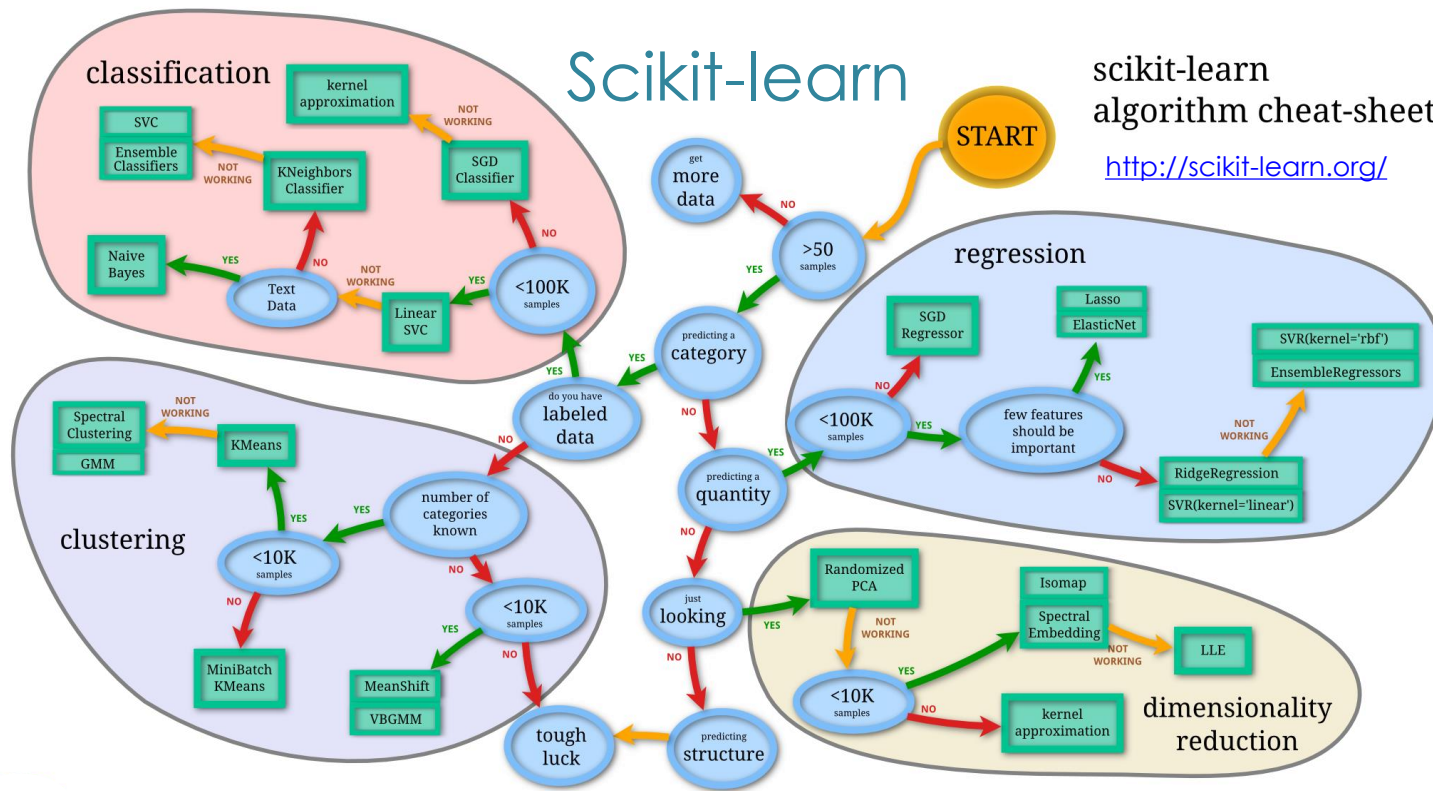 Scikit-learn
scikit-learn
algorithm cheat-sheet
http://scikit-learn.org/
START
get
more
data
NO
>50
samples
YES
predicting a
category
YES
NO
do you have
labeled
data
YES
NO
predicting a
quantity
YES
NO
just
looking
YES
NO
predicting
structure
tough
luck
classification
kernel
approximation
NOT
WORKING
SVC
Ensemble
Classifiers
NOT
WORKING
KNeighbors
Classifier
SGD
Classifier
NO
Naive
Bayes
YES
NO
Text
Data
NOT
WORKING
Linear
SVC
YES
<100K
samples
regression
SGD
Regressor
Lasso
ElasticNet
SVR(kernel='rbf')
EnsembleRegressors
NO
YES
<100K
samples
YES
few features
should be
important
NOT
WORKING
NO
RidgeRegression
SVR(kernel='linear')
clustering
Spectral
Clustering
GMM
NOT
WORKING
KMeans
number of
categories
known
YES
YES
<10K
samples
NO
NO
<10K
samples
YES
NO
MiniBatch
KMeans
MeanShift
VBGMM
Randomized
PCA
Isomap
Spectral
Embedding
NOT
WORKING
YES
NOT
WORKING
LLE
<10K
samples
NO
kernel
approximation
dimensionality
reduction